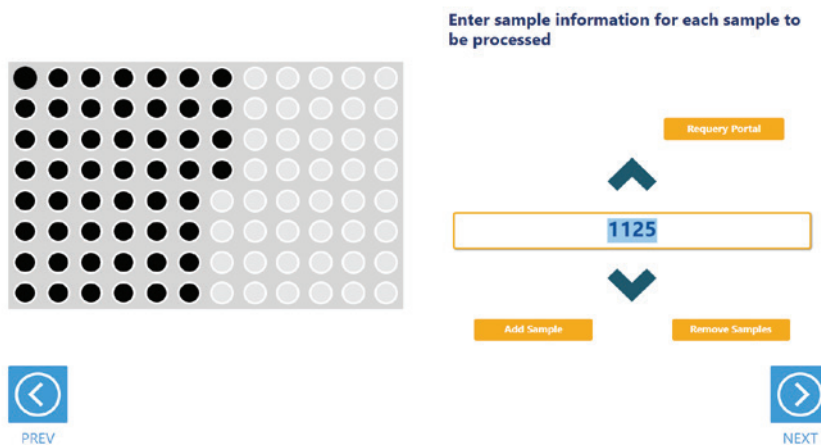 Enter sample information for each sample to
be processed
Requery Portal
1125
Add Sample
Remove Samples
PREV
NEXT